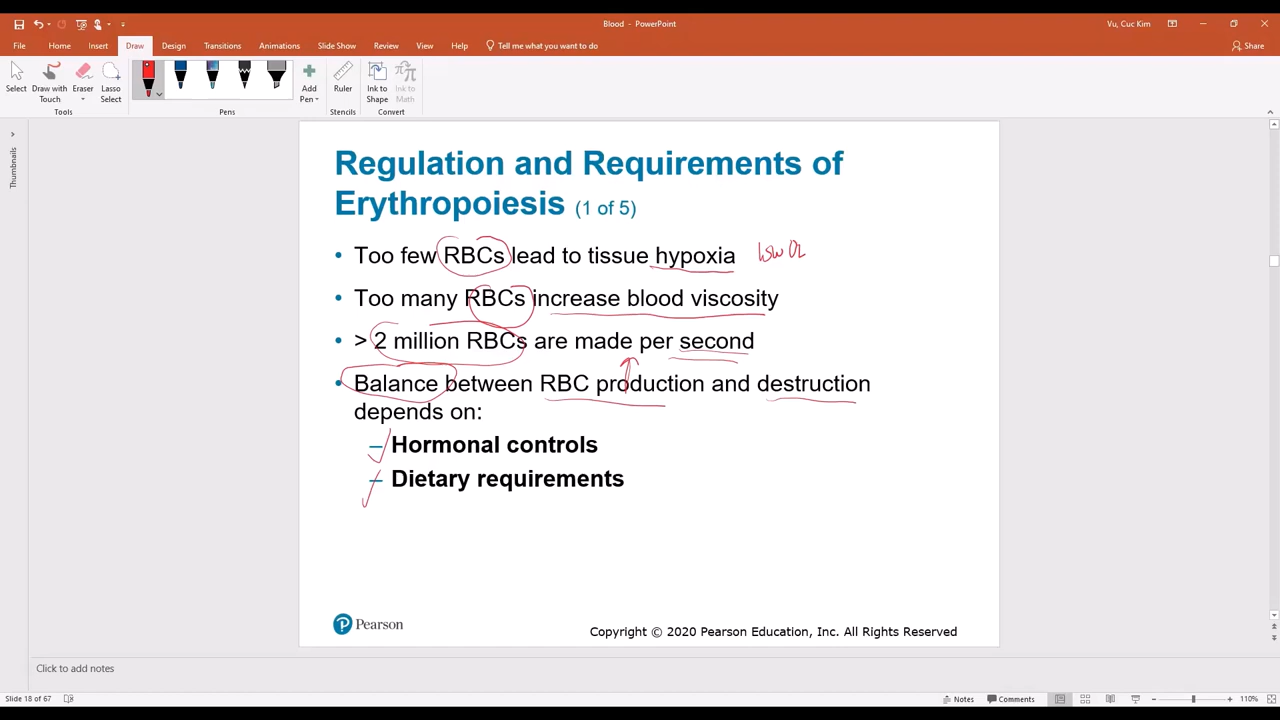 Blood - PowerPoint
Vu, Cuc Kim
File Home Insert Draw Design Transitions Animations Slide Show Review View Help Tell me what you want to do Share
Select Draw with Touch Eraser Lasso Select Add Pen Ruler Ink to Shape Ink to Math
Tools Pens Stencils Convert
Thumbnails
Regulation and Requirements of
Erythropoiesis (1 of 5)
• Too few RBCs lead to tissue hypoxia low O2
• Too many RBCs increase blood viscosity
• > 2 million RBCs are made per second
• Balance between RBC production and destruction
depends on:
– Hormonal controls
– Dietary requirements
P Pearson
Copyright © 2020 Pearson Education, Inc. All Rights Reserved
Click to add notes
Slide 18 of 67 Notes Comments 110%